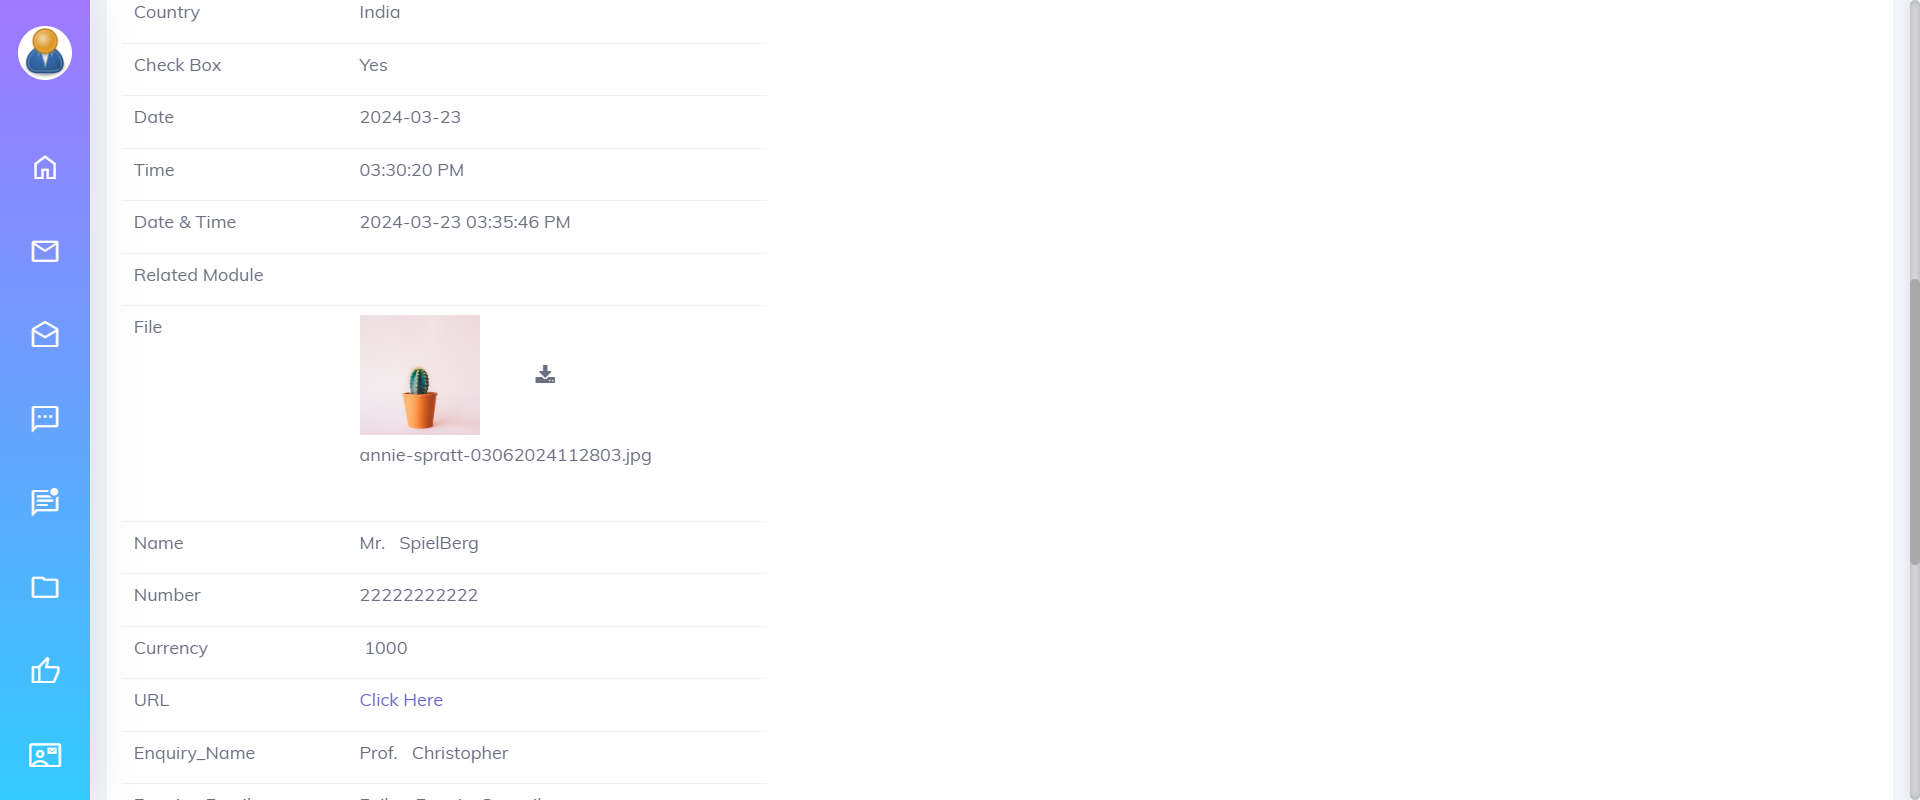 Country India
Check Box Yes
Date 2024-03-23
Time 03:30:20 PM
Date & Time 2024-03-23 03:35:46 PM
Related Module
File
annie-spratt-03062024112803.jpg
Name Mr. SpielBerg
Number 22222222222
Currency 1000
URL Click Here
Enquiry_Name Prof. Christopher